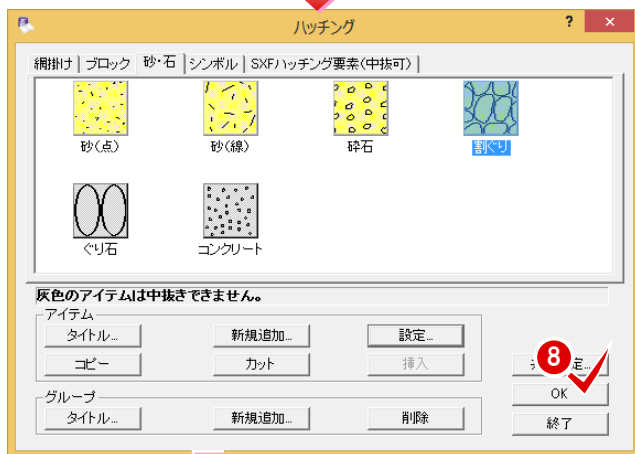 ハッチング ? ×
網掛け ブロック 砂・石 シンボル SXFハッチング要素(中抜可)
砂(点) 砂(線) 砕石 割ぐり
ぐり石 コンクリート
灰色のアイテムは中抜きできません。
アイテム
タイトル... 新規追加... 設定...
コピー カット 挿入
8
定...
グループ
OK
タイトル... 新規追加... 削除 終了